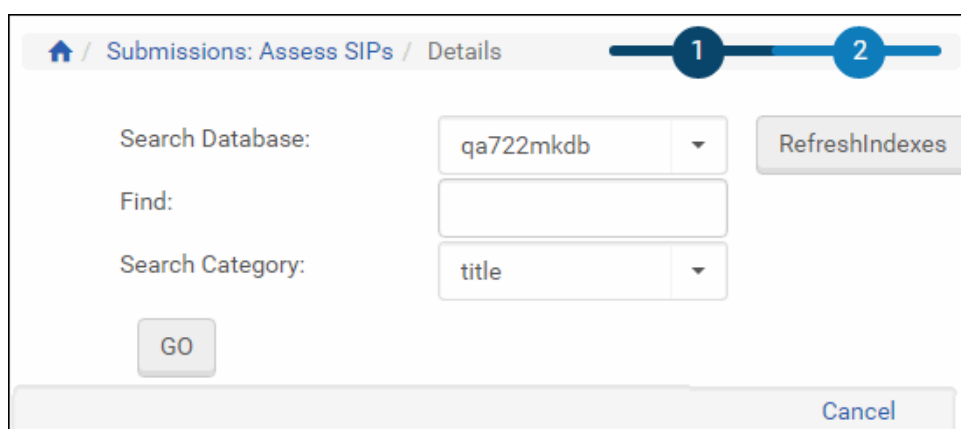 / Submissions: Assess SIPs / Details 1 2
Search Database: qa722mkdb RefreshIndexes
Find:
Search Category: title
GO
Cancel